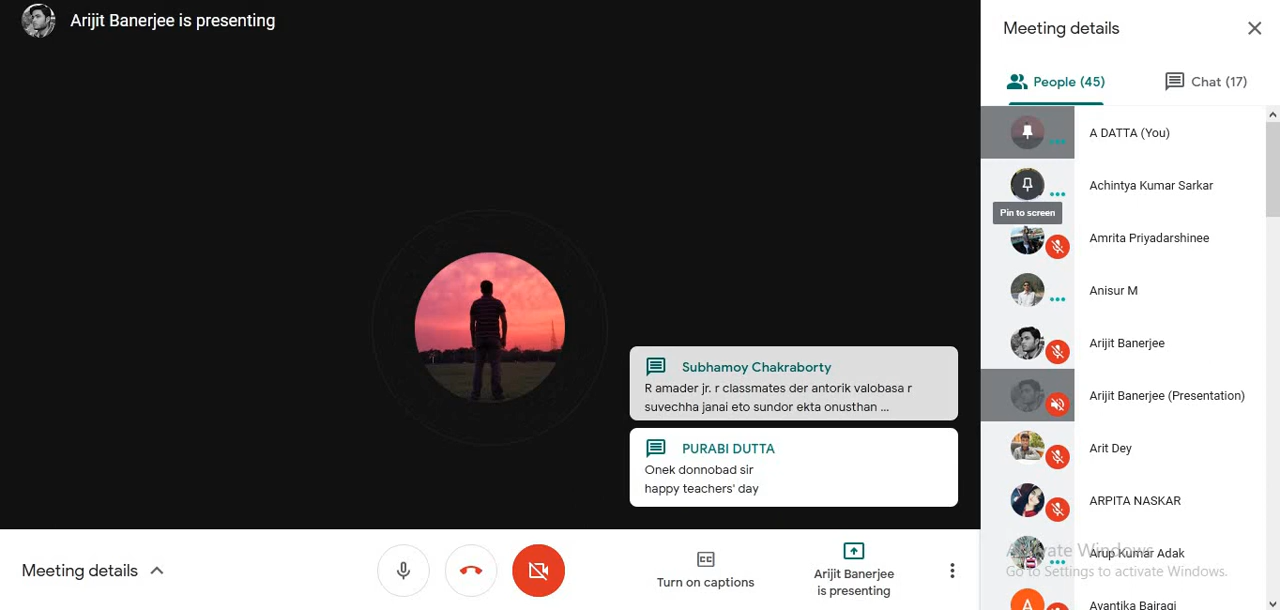 Arijit Banerjee is presenting
Meeting details
People (45)
Chat (17)
A DATTA (You)
Achintya Kumar Sarkar
Pin to screen
Amrita Priyadarshinee
Anisur M
Arijit Banerjee
Arijit Banerjee (Presentation)
Arit Dey
ARPITA NASKAR
Arup Kumar Adak
Avantika Bairagi
A
Activate Windows
Go to Settings to activate Windows.
Subhamoy Chakraborty
R amader jr. r classmates der antorik valobasa r
suvechha janai eto sundor ekta onusthan ...
PURABI DUTTA
Onek donnobad sir
happy teachers' day
Meeting details
Turn on captions
Arijit Banerjee
is presenting